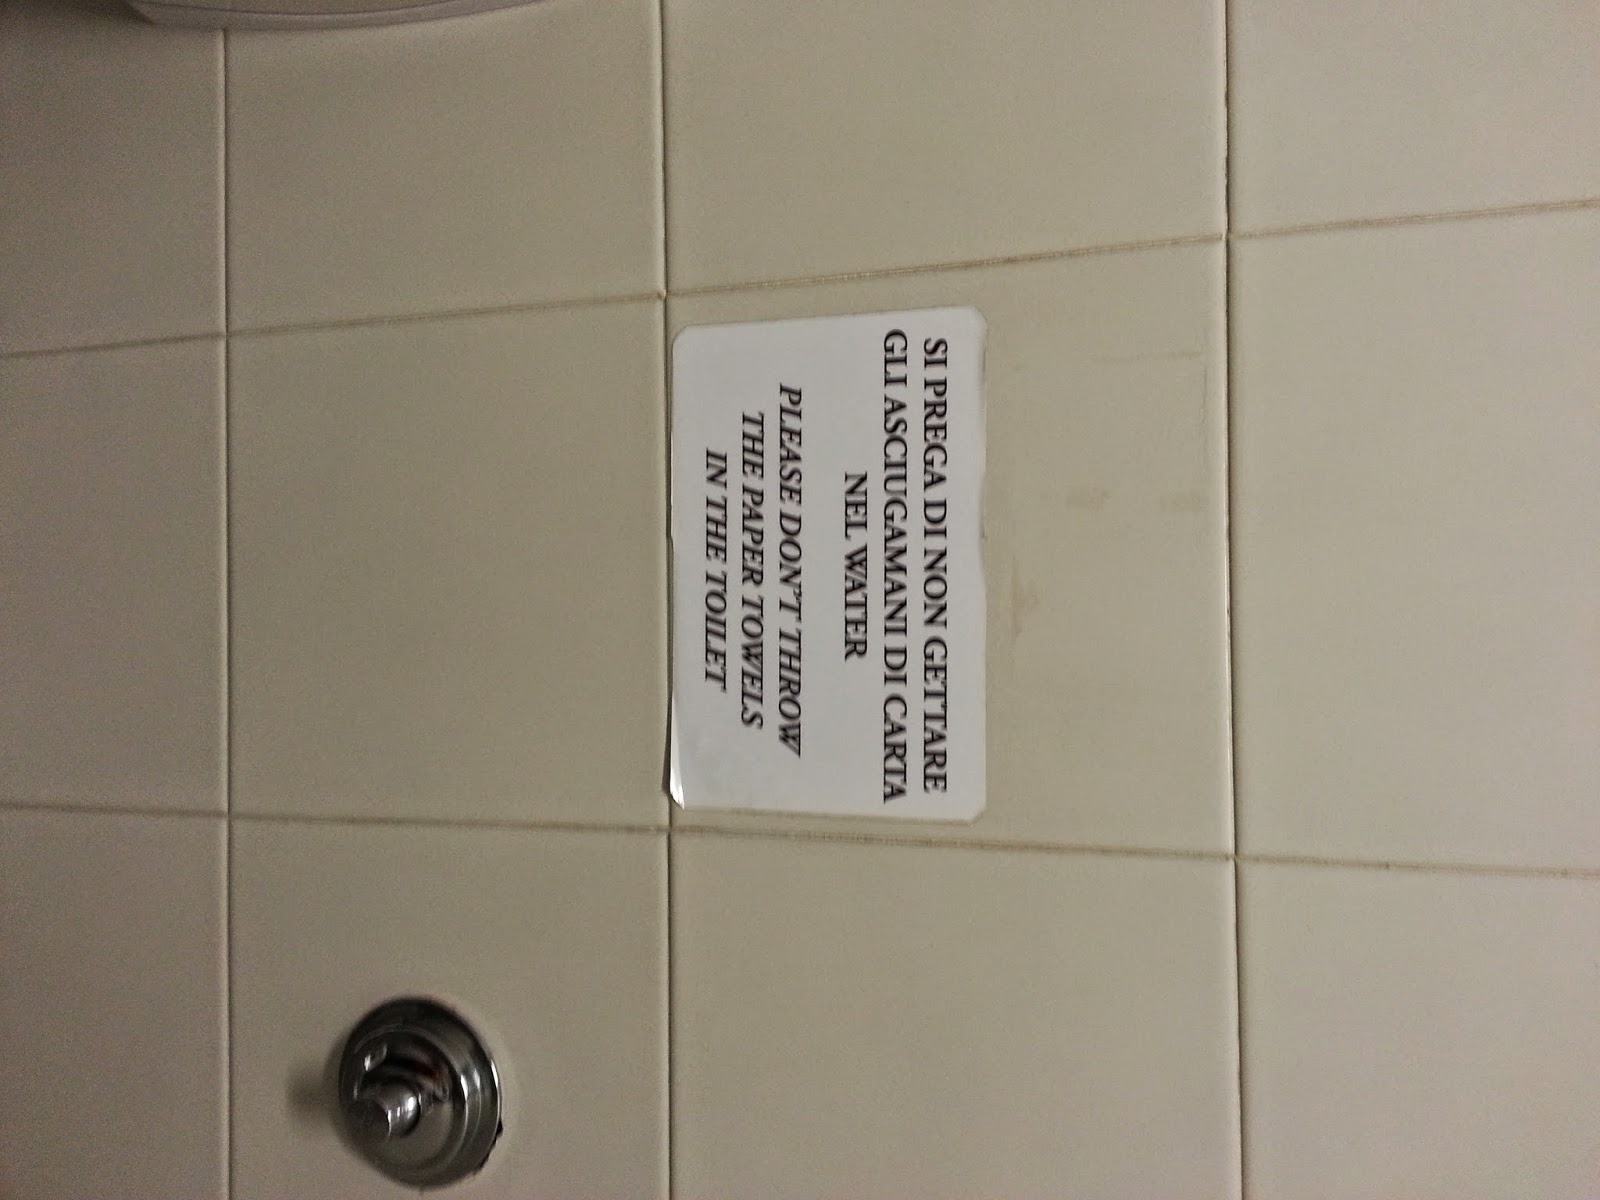 SI PREGA DI NON GETTARE
GLI ASCIUGAMANI DI CARTA
NEL WATER
PLEASE DON'T THROW
THE PAPER TOWELS
IN THE TOILET